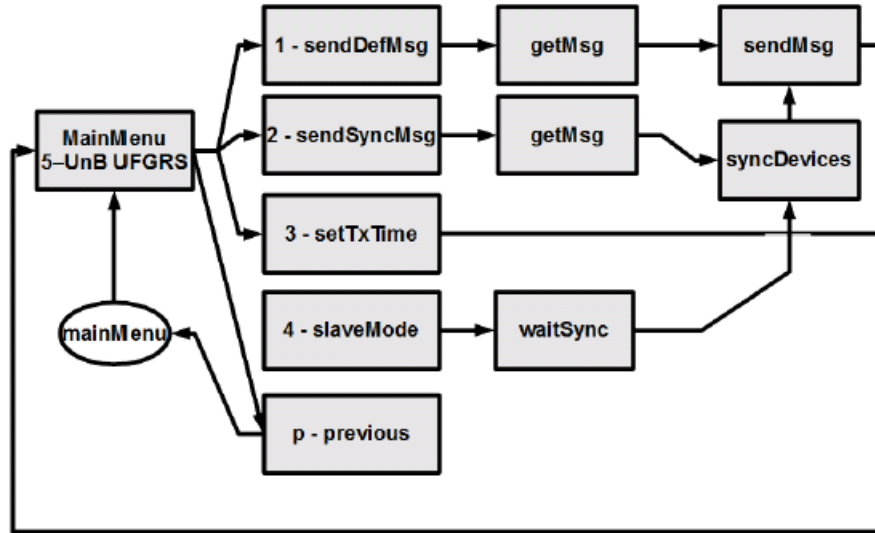 1 - sendDefMsg
getMsg
sendMsg
MainMenu
5–UnB UFGRS
2 - sendSyncMsg
getMsg
syncDevices
3 - setTxTime
mainMenu
4 - slaveMode
waitSync
p - previous